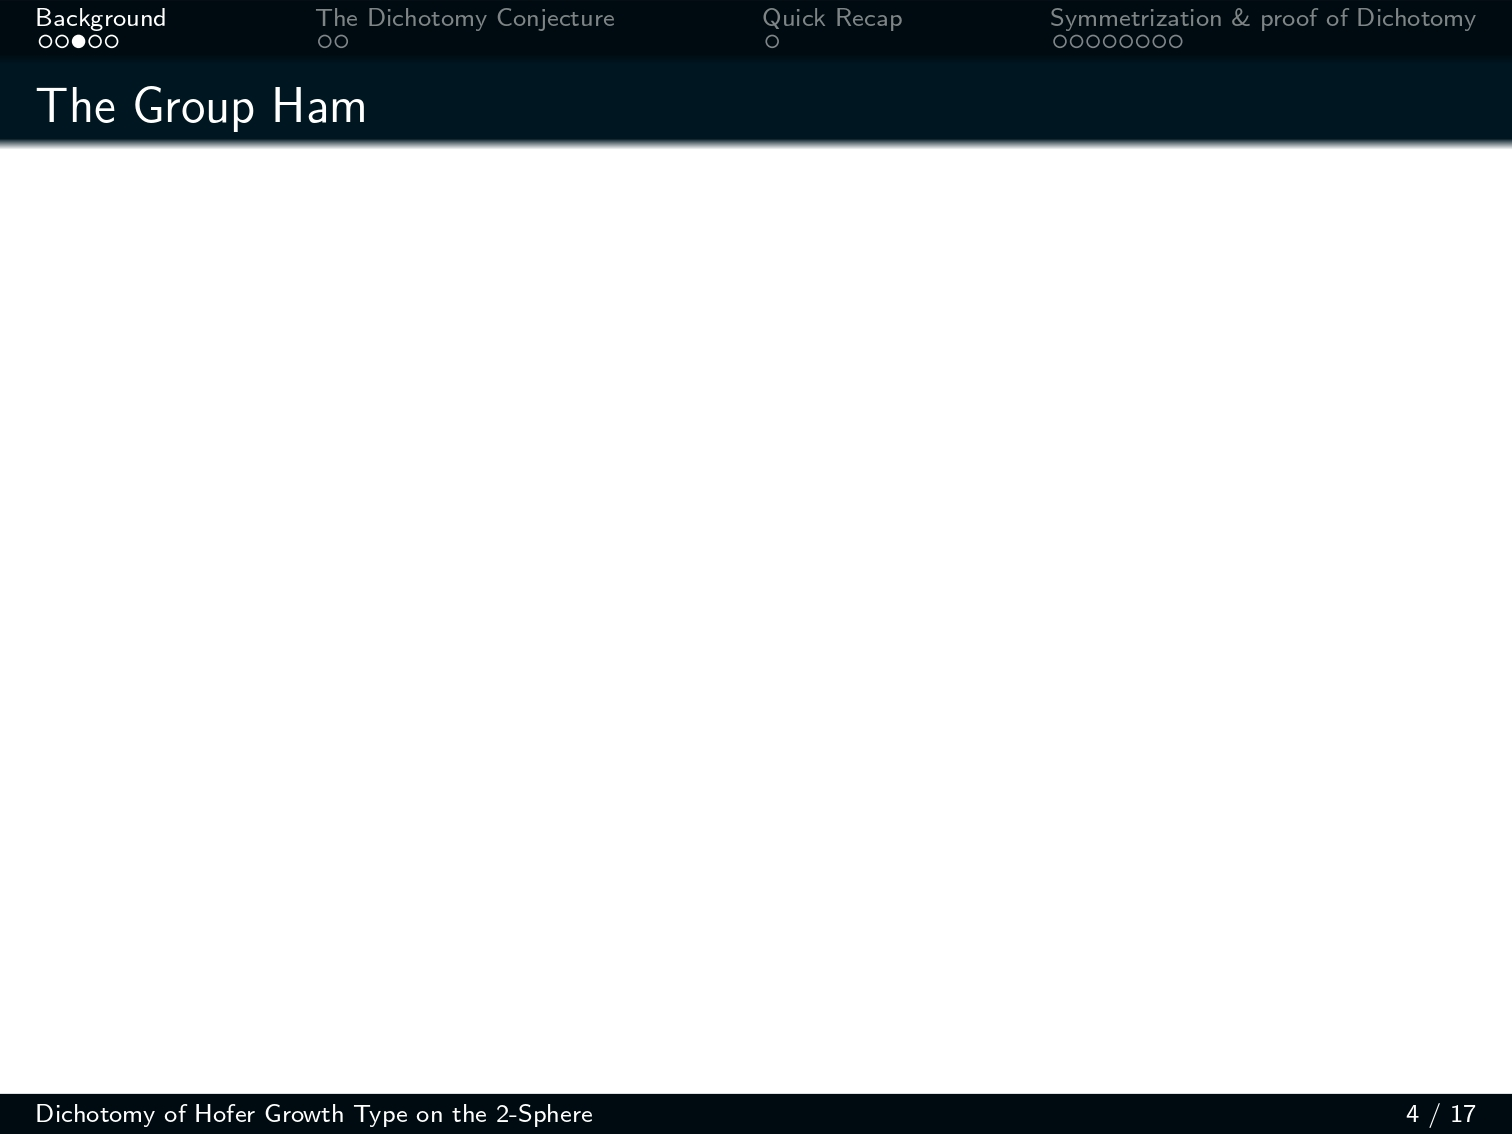 Background The Dichotomy Conjecture Quick Recap Symmetrization & proof of Dichotomy
The Group Ham
Dichotomy of Hofer Growth Type on the 2-Sphere 4 / 17